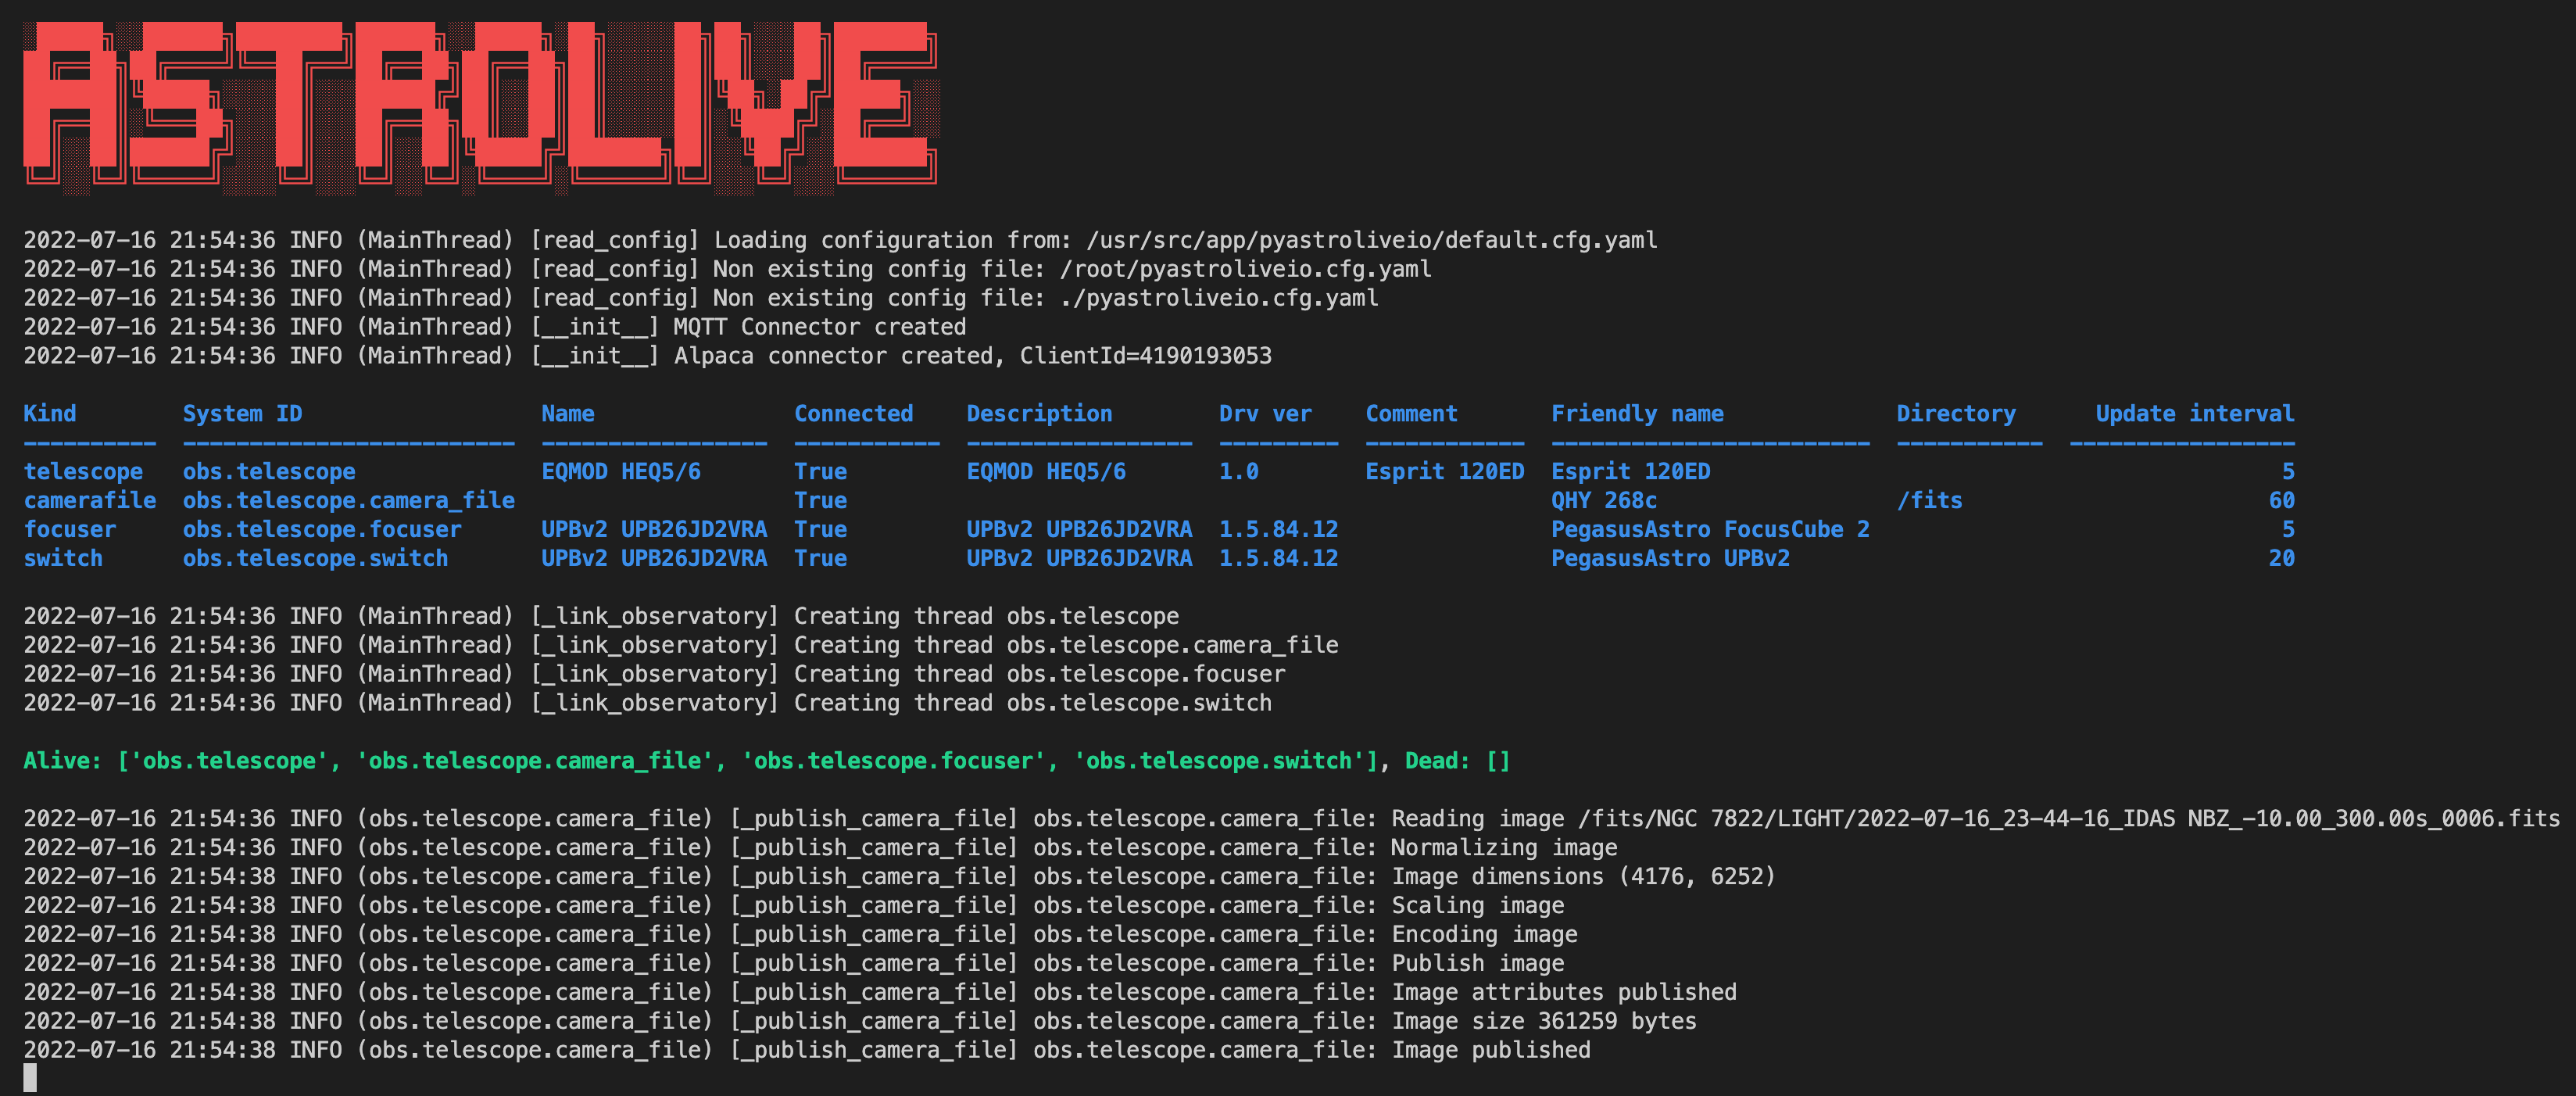 ASTROLIVE
2022-07-16 21:54:36 INFO (MainThread) [read_config] Loading configuration from: /usr/src/app/pyastroliveio/default.cfg.yaml
2022-07-16 21:54:36 INFO (MainThread) [read_config] Non existing config file: /root/pyastroliveio.cfg.yaml
2022-07-16 21:54:36 INFO (MainThread) [read_config] Non existing config file: ./pyastroliveio.cfg.yaml
2022-07-16 21:54:36 INFO (MainThread) [__init__] MQTT Connector created
2022-07-16 21:54:36 INFO (MainThread) [__init__] Alpaca connector created, ClientId=4190193053
Kind        System ID                  Name               Connected    Description        Drv ver    Comment       Friendly name             Directory      Update interval
----------  -------------------------  -----------------  -----------  -----------------  ---------  ------------  ------------------------  -----------  -----------------
telescope   obs.telescope              EQMOD HEQ5/6       True         EQMOD HEQ5/6       1.0        Esprit 120ED  Esprit 120ED                                           5
camerafile  obs.telescope.camera_file                     True                                                     QHY 268c                  /fits                       60
focuser     obs.telescope.focuser      UPBv2 UPB26JD2VRA  True         UPBv2 UPB26JD2VRA  1.5.84.12                PegasusAstro FocusCube 2                               5
switch      obs.telescope.switch       UPBv2 UPB26JD2VRA  True         UPBv2 UPB26JD2VRA  1.5.84.12                PegasusAstro UPBv2                                    20
2022-07-16 21:54:36 INFO (MainThread) [_link_observatory] Creating thread obs.telescope
2022-07-16 21:54:36 INFO (MainThread) [_link_observatory] Creating thread obs.telescope.camera_file
2022-07-16 21:54:36 INFO (MainThread) [_link_observatory] Creating thread obs.telescope.focuser
2022-07-16 21:54:36 INFO (MainThread) [_link_observatory] Creating thread obs.telescope.switch
Alive: ['obs.telescope', 'obs.telescope.camera_file', 'obs.telescope.focuser', 'obs.telescope.switch'], Dead: []
2022-07-16 21:54:36 INFO (obs.telescope.camera_file) [_publish_camera_file] obs.telescope.camera_file: Reading image /fits/NGC 7822/LIGHT/2022-07-16_23-44-16_IDAS NBZ_-10.00_300.00s_0006.fits
2022-07-16 21:54:36 INFO (obs.telescope.camera_file) [_publish_camera_file] obs.telescope.camera_file: Normalizing image
2022-07-16 21:54:38 INFO (obs.telescope.camera_file) [_publish_camera_file] obs.telescope.camera_file: Image dimensions (4176, 6252)
2022-07-16 21:54:38 INFO (obs.telescope.camera_file) [_publish_camera_file] obs.telescope.camera_file: Scaling image
2022-07-16 21:54:38 INFO (obs.telescope.camera_file) [_publish_camera_file] obs.telescope.camera_file: Encoding image
2022-07-16 21:54:38 INFO (obs.telescope.camera_file) [_publish_camera_file] obs.telescope.camera_file: Publish image
2022-07-16 21:54:38 INFO (obs.telescope.camera_file) [_publish_camera_file] obs.telescope.camera_file: Image attributes published
2022-07-16 21:54:38 INFO (obs.telescope.camera_file) [_publish_camera_file] obs.telescope.camera_file: Image size 361259 bytes
2022-07-16 21:54:38 INFO (obs.telescope.camera_file) [_publish_camera_file] obs.telescope.camera_file: Image published